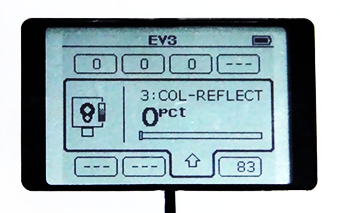 EV3
0 0 0 ---
3:COL-REFLECT
0pct
--- --- 83